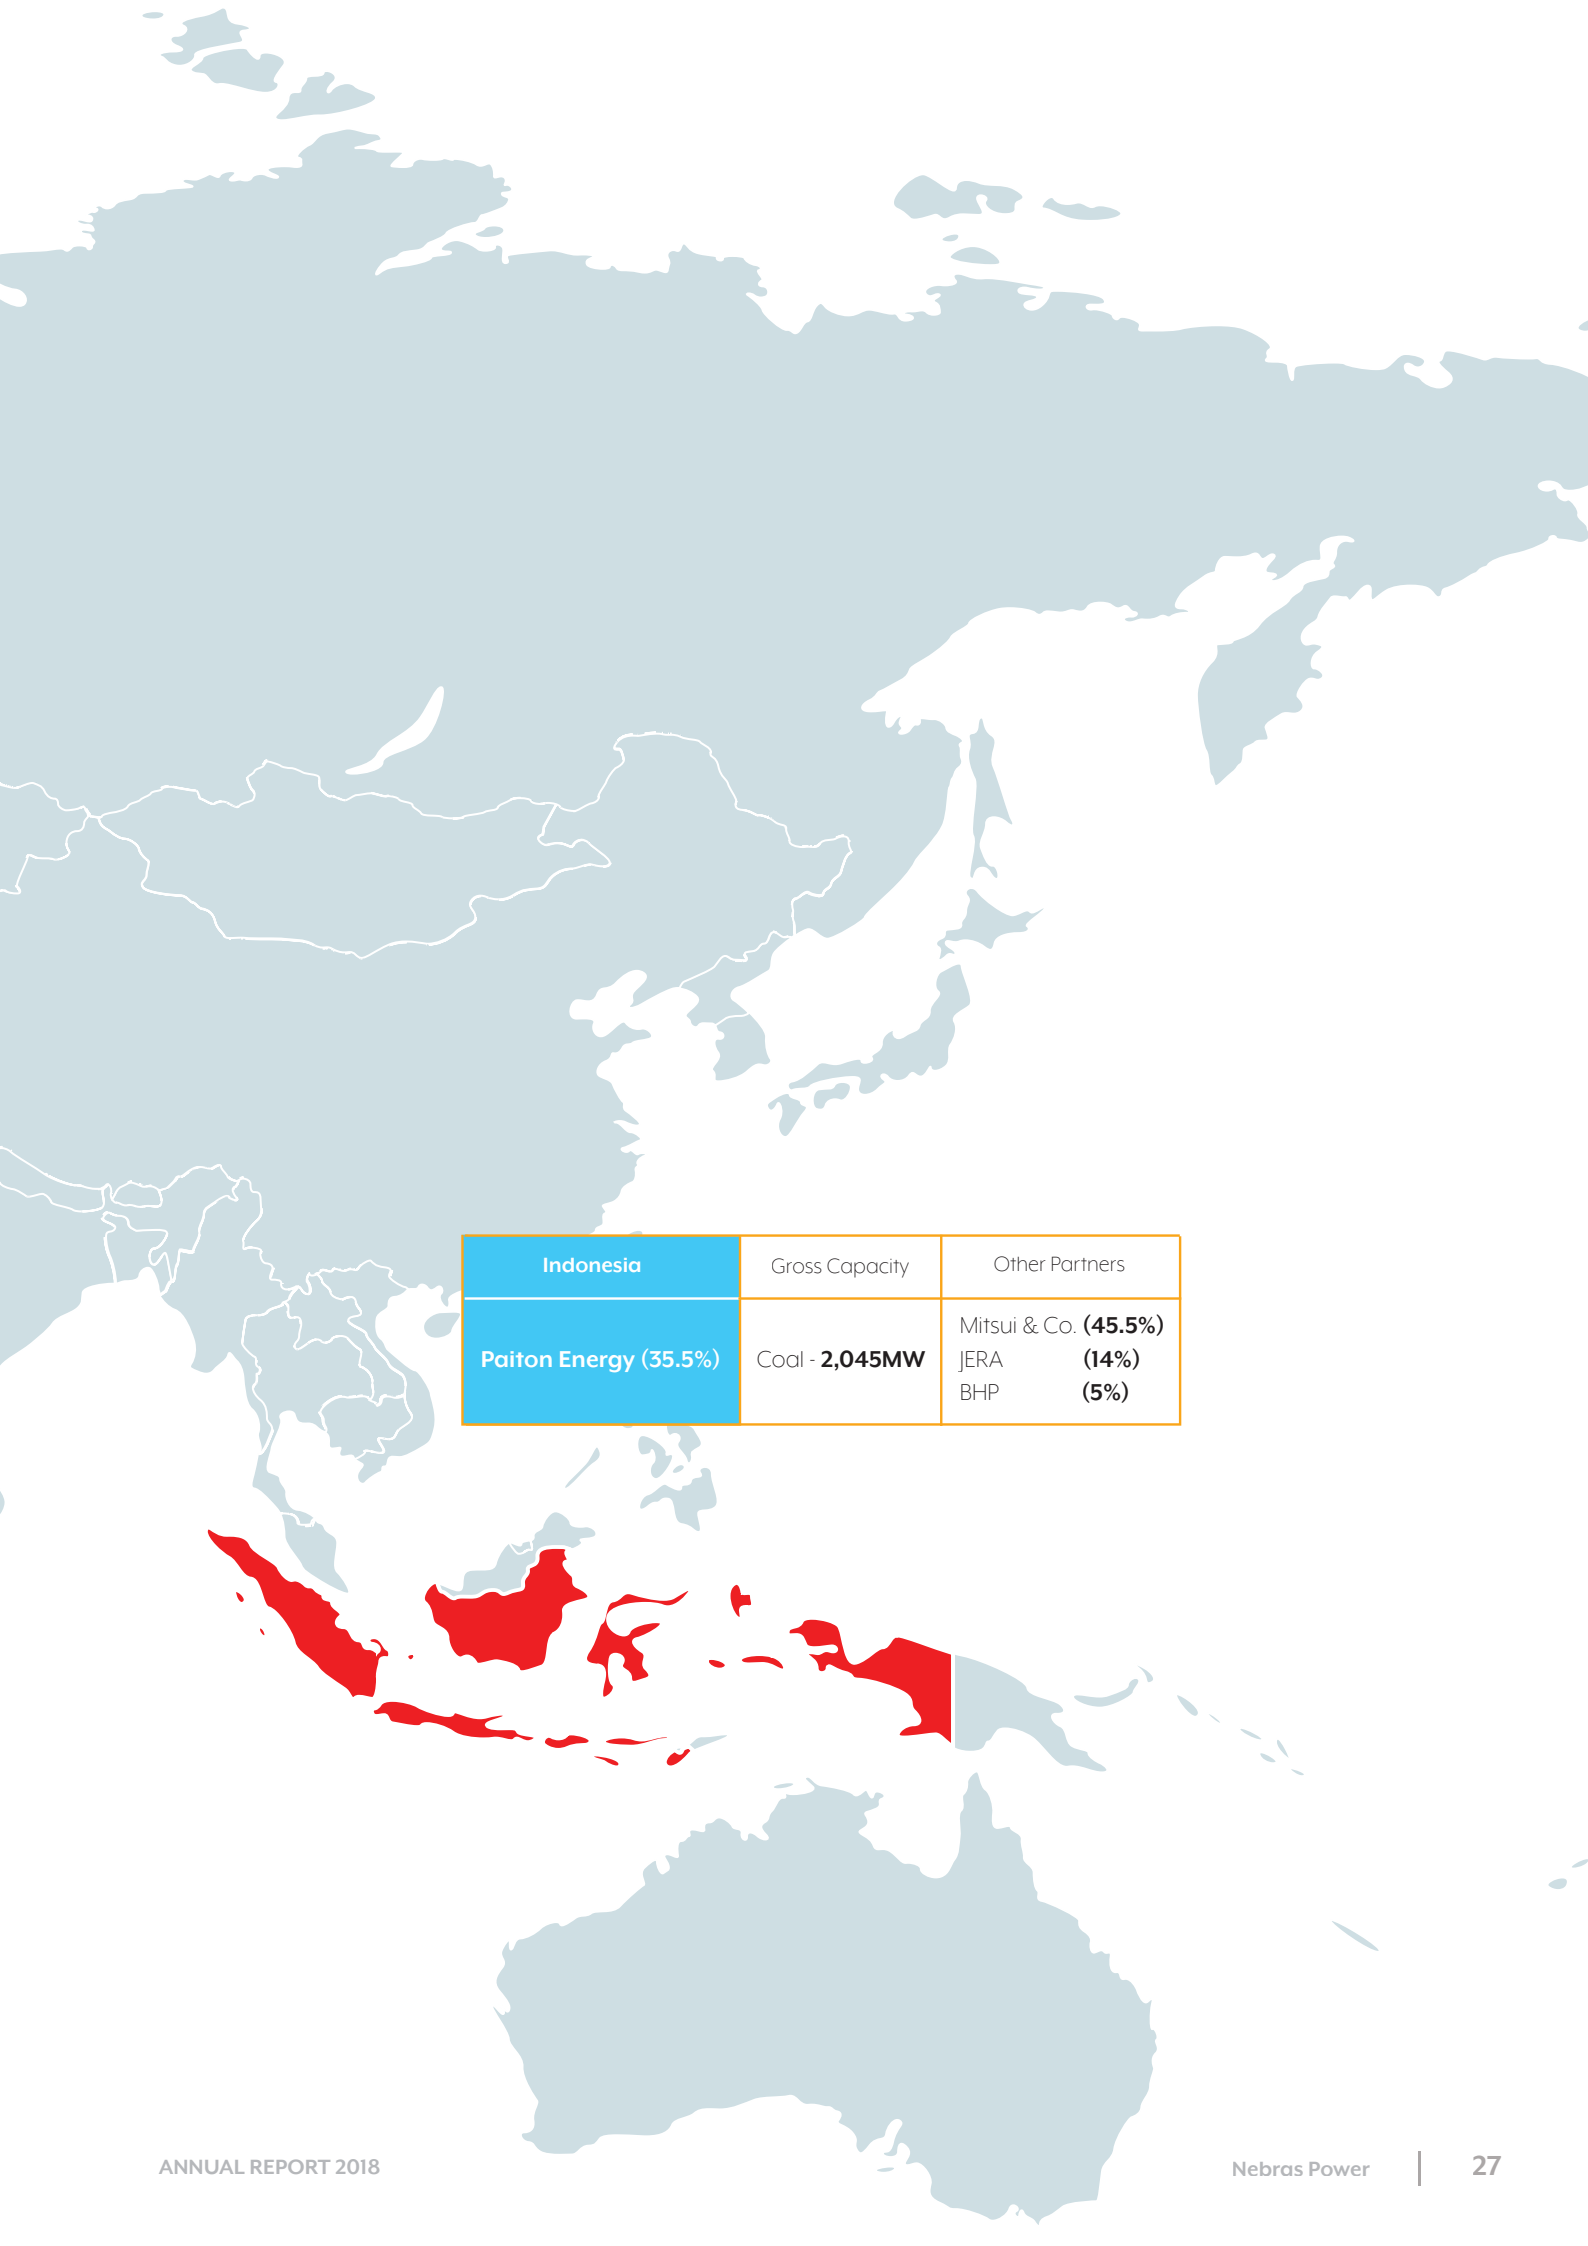 Indonesia
Gross Capacity
Other Partners
Paiton Energy (35.5%)
Coal - 2,045MW
Mitsui & Co. (45.5%)
JERA (14%)
BHP (5%)
ANNUAL REPORT 2018
Nebras Power
27